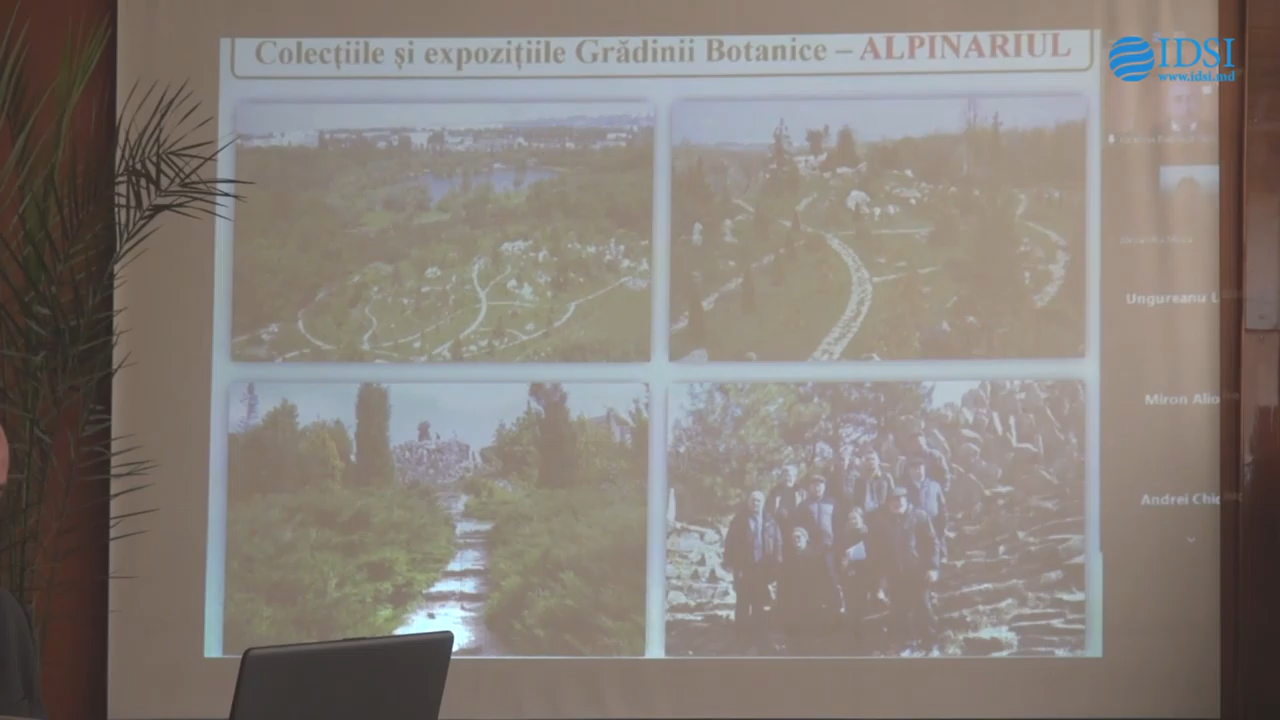 Colecțiile și expozițiile Grădinii Botanice – ALPINARIUL
IDSI
www.idsi.md
Ungureanu L
Miron Alio
Andrei Chic